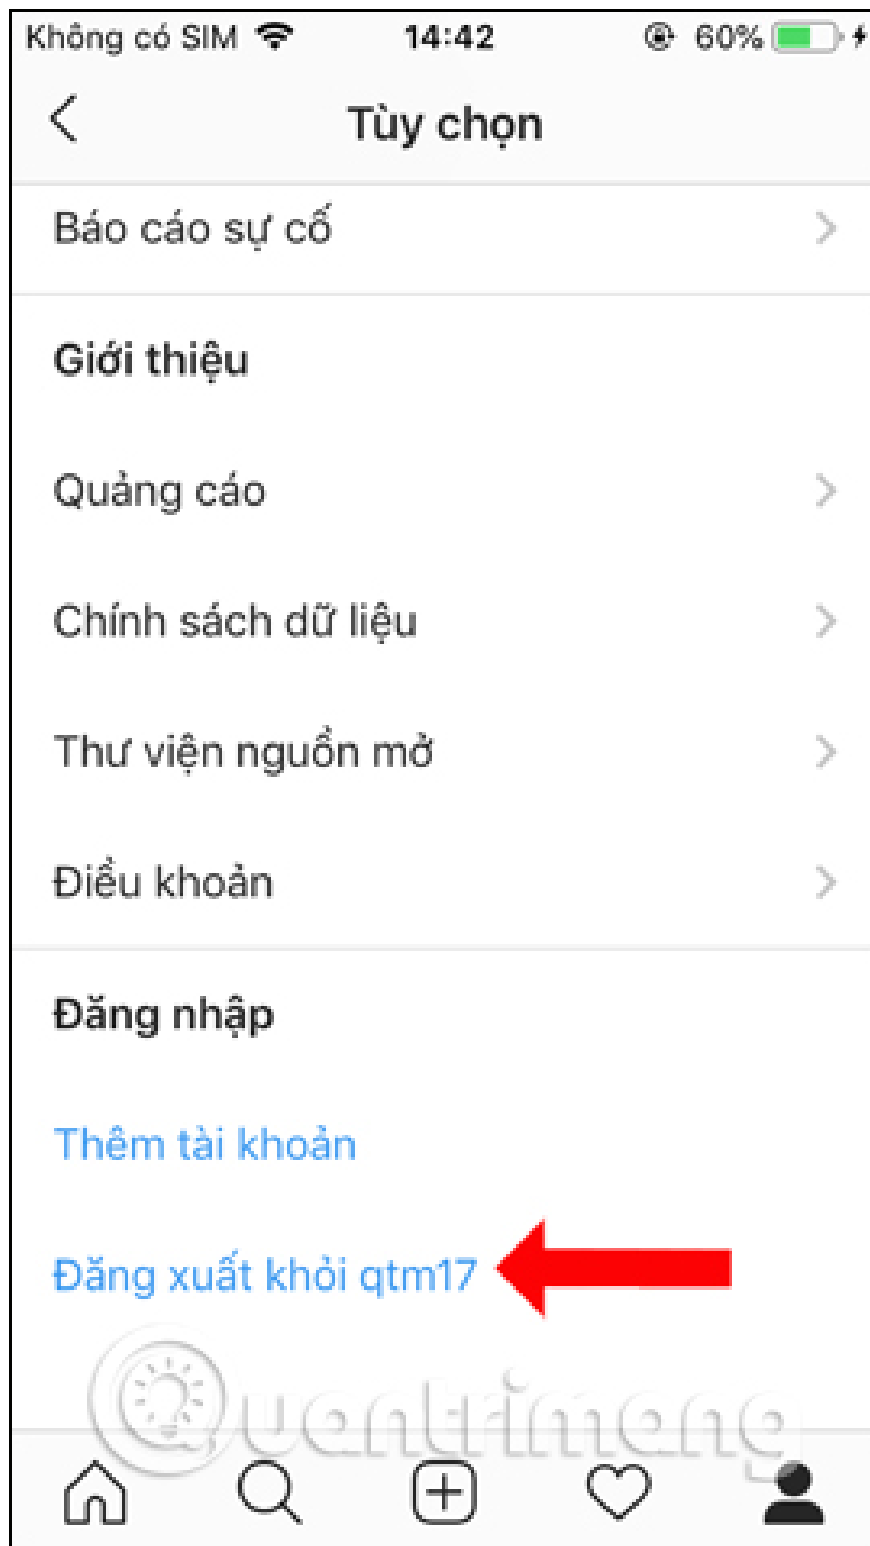 Không có SIM 14:42 60%
Tùy chọn
Báo cáo sự cố
Giới thiệu
Quảng cáo
Chính sách dữ liệu
Thư viện nguồn mở
Điều khoản
Đăng nhập
Thêm tài khoản
Đăng xuất khỏi qtm17
Quantrimang